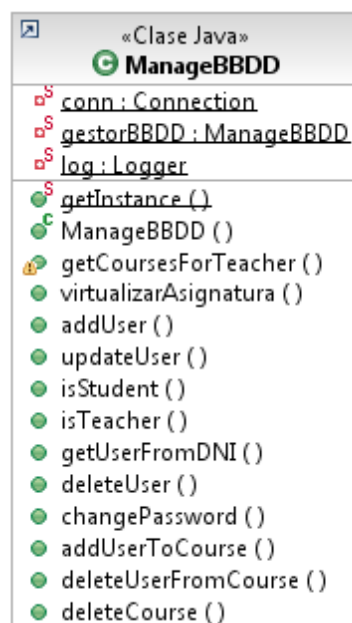 «Clase Java»
C ManageBBDD
S conn : Connection
S gestorBBDD : ManageBBDD
S log : Logger
S getInstance ( )
C ManageBBDD ( )
getCoursesForTeacher ( )
virtualizarAsignatura ( )
addUser ( )
updateUser ( )
isStudent ( )
isTeacher ( )
getUserFromDNI ( )
deleteUser ( )
changePassword ( )
addUserToCourse ( )
deleteUserFromCourse ( )
deleteCourse ( )